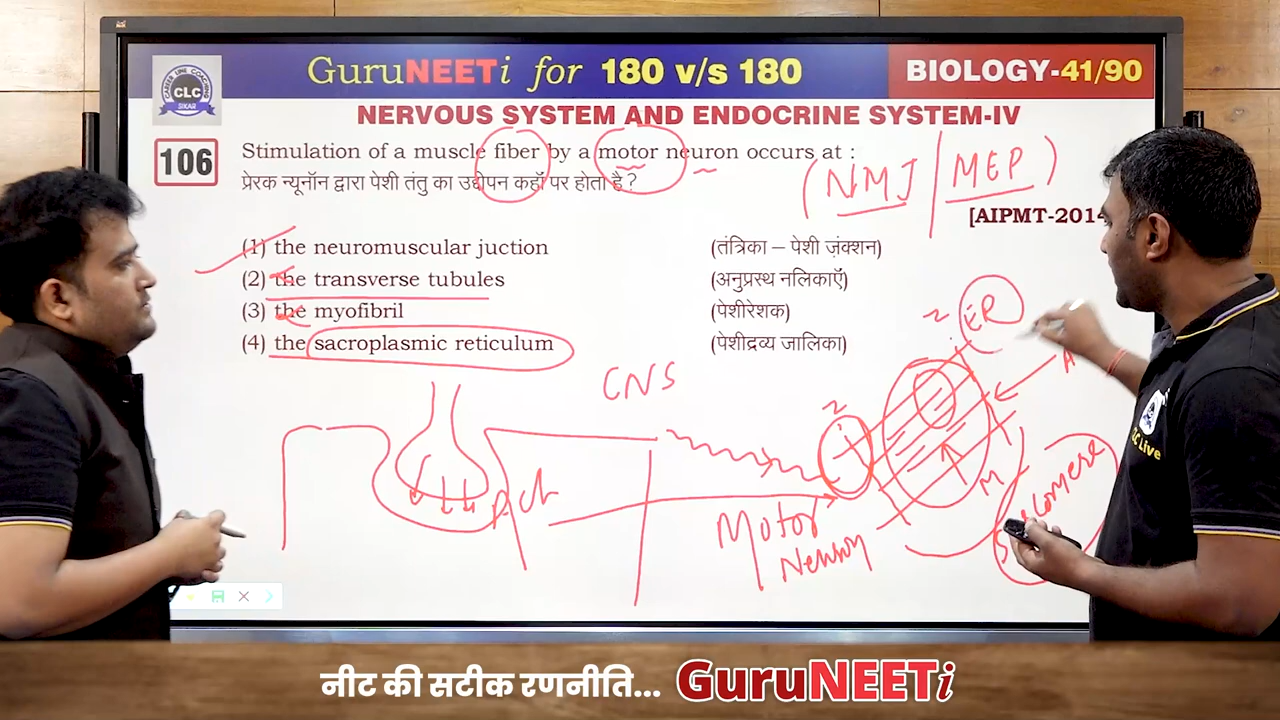 GuruNEETi for 180 v/s 180
BIOLOGY-41/90
CLC
SIKAR
NERVOUS SYSTEM AND ENDOCRINE SYSTEM-IV
106
Stimulation of a muscle fiber by a motor neuron occurs at :
प्रेरक न्यूनॉन द्वारा पेशी तंतु का उद्दीपन कहाँ पर होता है ?
(NMJ / MEP)
[AIPMT-2014
(1) the neuromuscular juction (तंत्रिका – पेशी ज़ंक्शन)
(2) the transverse tubules (अनुप्रस्थ नलिकाएँ)
(3) the myofibril (पेशीरेशक)
(4) the sacroplasmic reticulum (पेशीद्रव्य जालिका)
ER
CNS
A
M
Motor
CLC Live
नीट की सटीक रणनीति... GuruNEETi